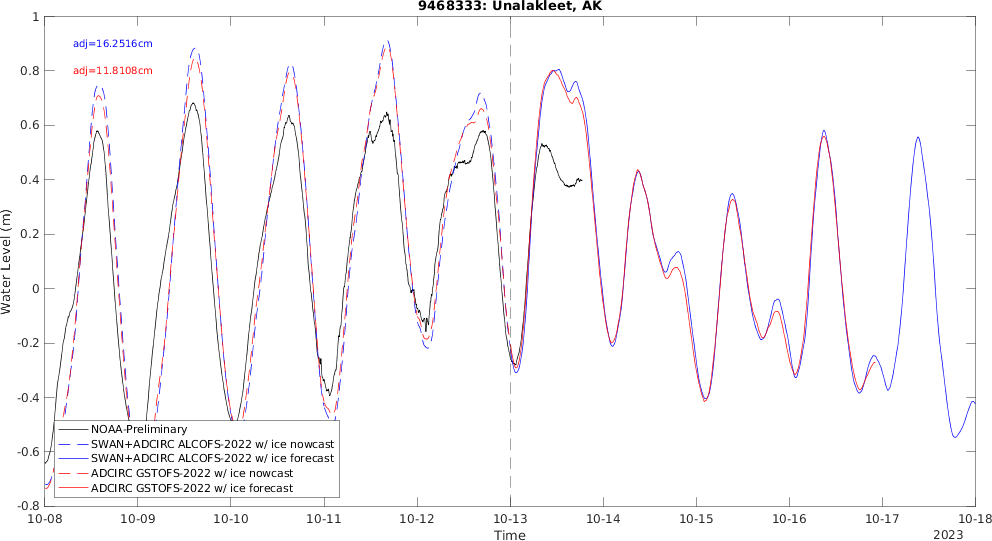 9468333: Unalakleet, AK
adj=16.2516cm
adj=11.8108cm
Water Level (m)
1
0.8
0.6
0.4
0.2
0
-0.2
-0.4
-0.6
-0.8
NOAA-Preliminary
SWAN+ADCIRC ALCOFS-2022 w/ ice nowcast
SWAN+ADCIRC ALCOFS-2022 w/ ice forecast
ADCIRC GSTOFS-2022 w/ ice nowcast
ADCIRC GSTOFS-2022 w/ ice forecast
10-08 10-09 10-10 10-11 10-12 10-13 10-14 10-15 10-16 10-17 10-18
Time
2023